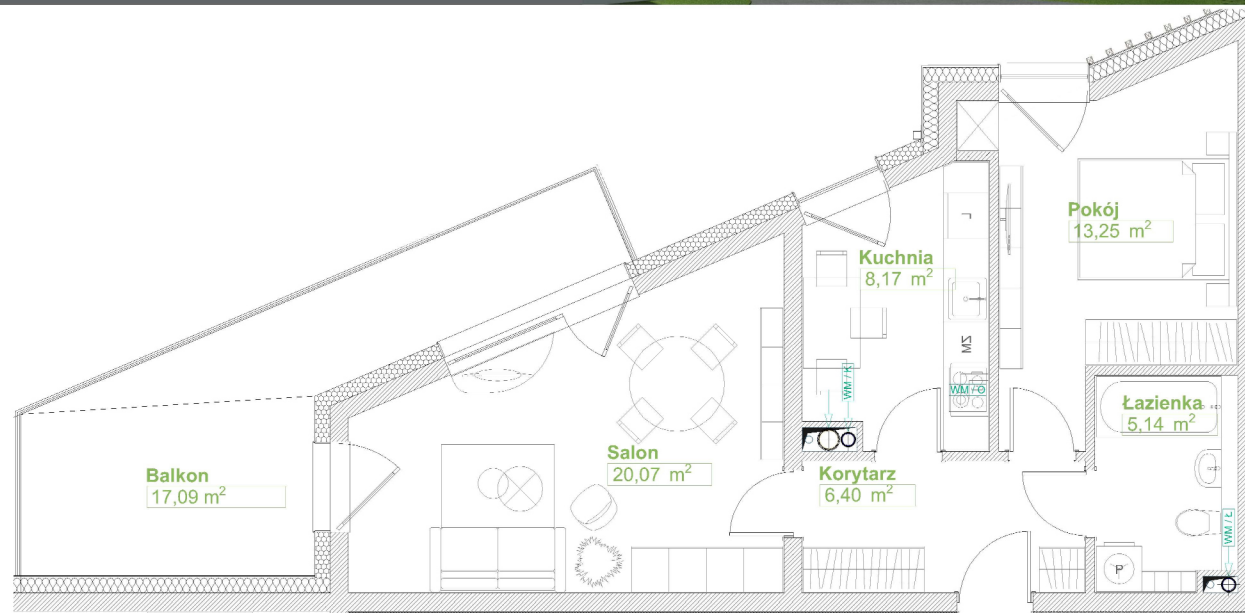 Pokój
13,25 m²
Kuchnia
8,17 m²
L
MZ
WM / K
WM / O
Łazienka
5,14 m²
Salon
20,07 m²
Balkon
17,09 m²
Korytarz
6,40 m²
WM / Ł
P